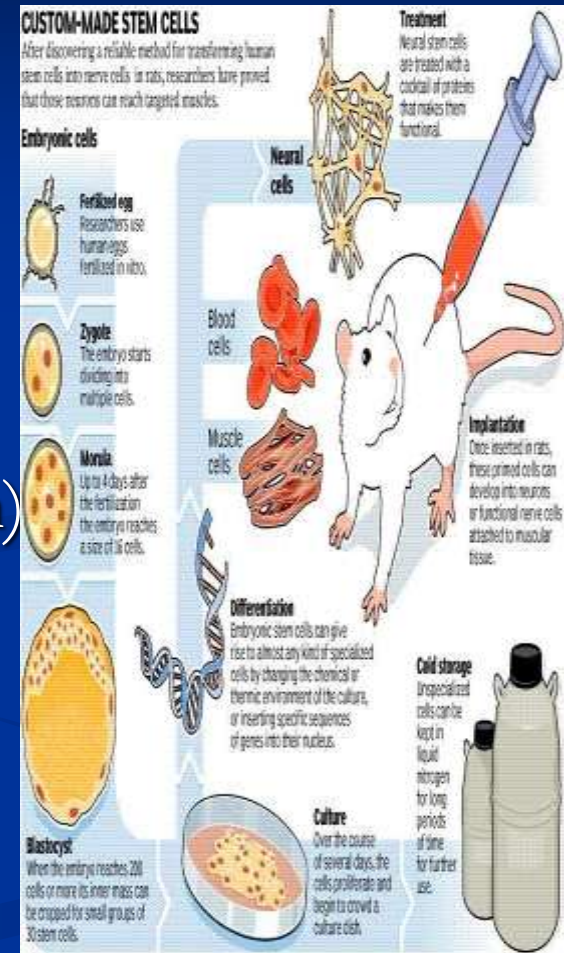 CUSTOM-MADE STEM CELLS
After discovering a reliable method for transforming human
stem cells into nerve cells in rats, researchers have proved
that those neurons can reach targeted muscles.
Embryonic cells
Fertilized egg
Researchers use
human eggs
fertilized in vitro.
Zygote
The embryo starts
dividing into
multiple cells.
Morula
Up to 4 days after
the fertilization
the embryo reaches
a size of 16 cells.
Blastocyst
When the embryo reaches 200
cells or more its inner mass can
be cropped for small groups of
30 stem cells.
Culture
Over the course
of several days, the
cells proliferate and
begin to crowd a
culture dish.
Differentiation
Embryonic stem cells can give
rise to almost any kind of specialized
cells by changing the chemical or
thermic environment of the culture,
or inserting specific sequences
of genes into their nucleus.
Muscle
cells
Blood
cells
Neural
cells
Treatment
Neural stem cells
are treated with a
cocktail of proteins
that makes them
functional.
Implantation
Once inserted in rats,
these primed cells can
develop into neurons
or functional nerve cells
attached to muscular
tissue.
Cold storage
Unspecialized
cells can be
kept in
liquid
nitrogen
for long
periods
of time
for further
use.